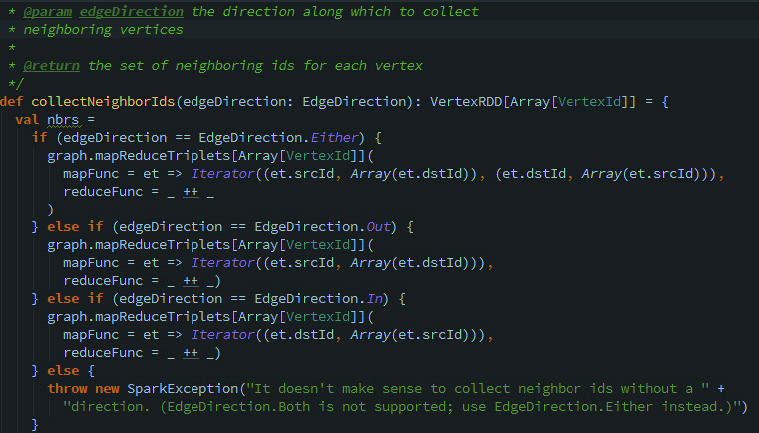 * @param edgeDirection the direction along which to collect
* neighboring vertices
*
* @return the set of neighboring ids for each vertex
*/
def collectNeighborIds(edgeDirection: EdgeDirection): VertexRDD[Array[VertexId]] = {
val nbrs =
if (edgeDirection == EdgeDirection.Either) {
graph.mapReduceTriplets[Array[VertexId]](
mapFunc = et => Iterator((et.srcId, Array(et.dstId)), (et.dstId, Array(et.srcId))),
reduceFunc = _ ++ _
)
} else if (edgeDirection == EdgeDirection.Out) {
graph.mapReduceTriplets[Array[VertexId]](
mapFunc = et => Iterator((et.srcId, Array(et.dstId))),
reduceFunc = _ ++ _)
} else if (edgeDirection == EdgeDirection.In) {
graph.mapReduceTriplets[Array[VertexId]](
mapFunc = et => Iterator((et.dstId, Array(et.srcId))),
reduceFunc = _ ++ _)
} else {
throw new SparkException("It doesn't make sense to collect neighbor ids without a " +
"direction. (EdgeDirection.Both is not supported; use EdgeDirection.Either instead.)")
}